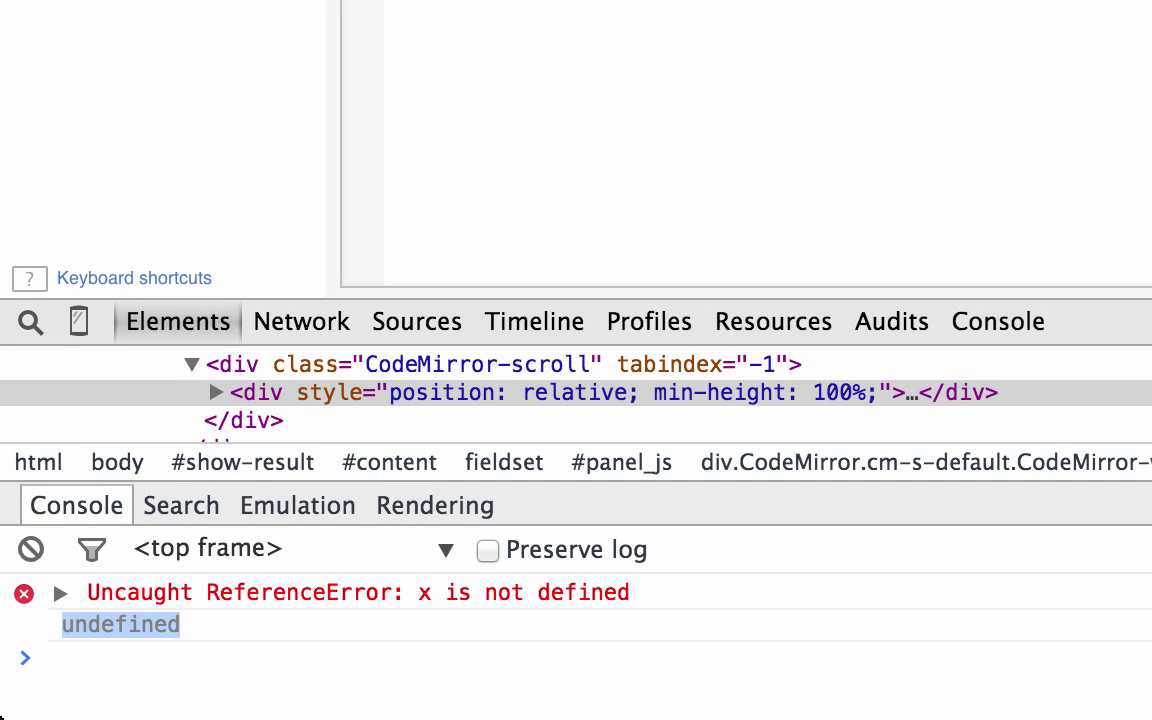 ? Keyboard shortcuts
Elements Network Sources Timeline Profiles Resources Audits Console
▼<div class="CodeMirror-scroll" tabindex="-1">
▶<div style="position: relative; min-height: 100%;">…</div>
</div>
html body #show-result #content fieldset #panel_js div.CodeMirror.cm-s-default.CodeMirror-
Console Search Emulation Rendering
<top frame> ▼ Preserve log
▶ Uncaught ReferenceError: x is not defined
undefined
>